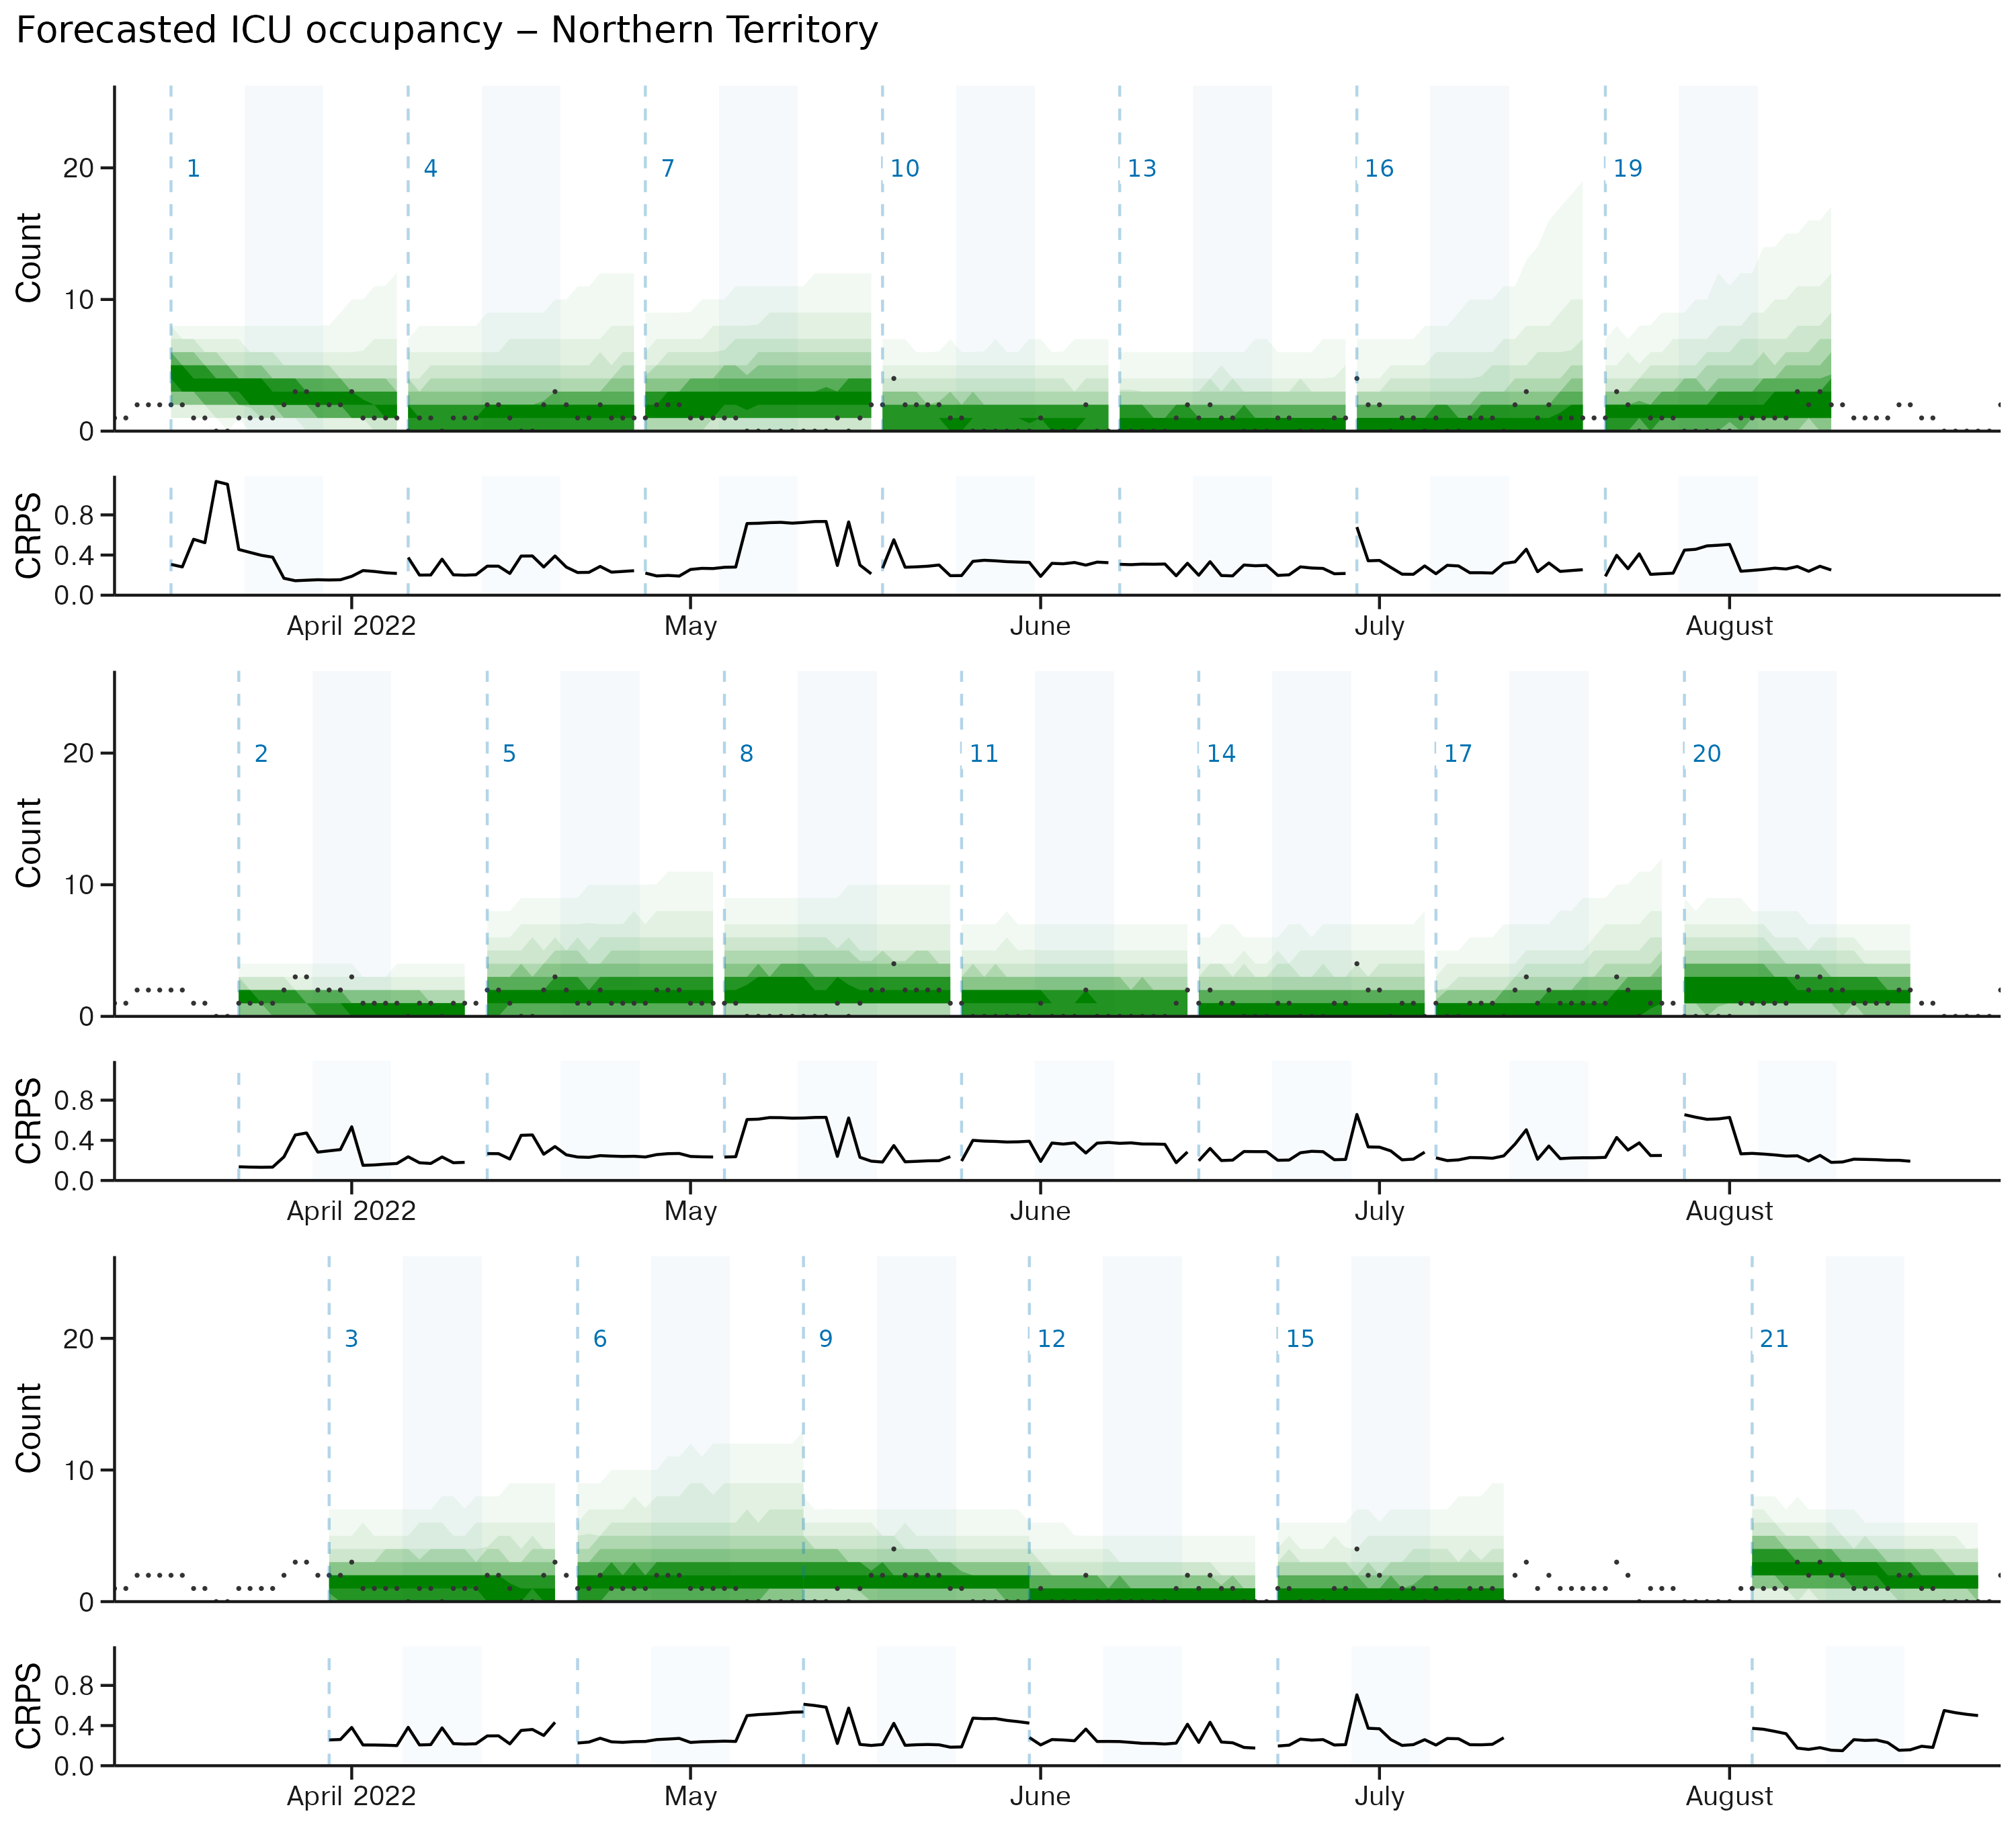 Forecasted ICU occupancy – Northern Territory
Count
20
10
0
1 4 7 10 13 16 19
CRPS
0.8
0.4
0.0
April 2022 May June July August
Count
20
10
0
2 5 8 11 14 17 20
CRPS
0.8
0.4
0.0
April 2022 May June July August
Count
20
10
0
3 6 9 12 15 21
CRPS
0.8
0.4
0.0
April 2022 May June July August